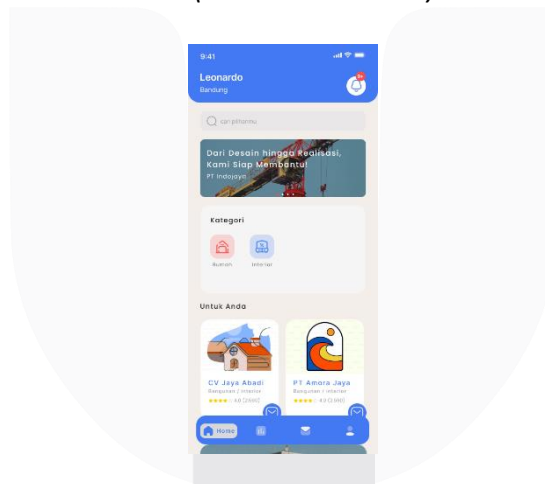 9:41
Leonardo
Bandung
cari pilihanmu
Dari Desain hingga Realisasi,
Kami Siap Membantu!
PT Indojaya
Kategori
Rumah
Interior
Untuk Anda
CV Jaya Abadi
PT Amora Jaya
Bangunan / Interior
Bangunan / Interior
Home